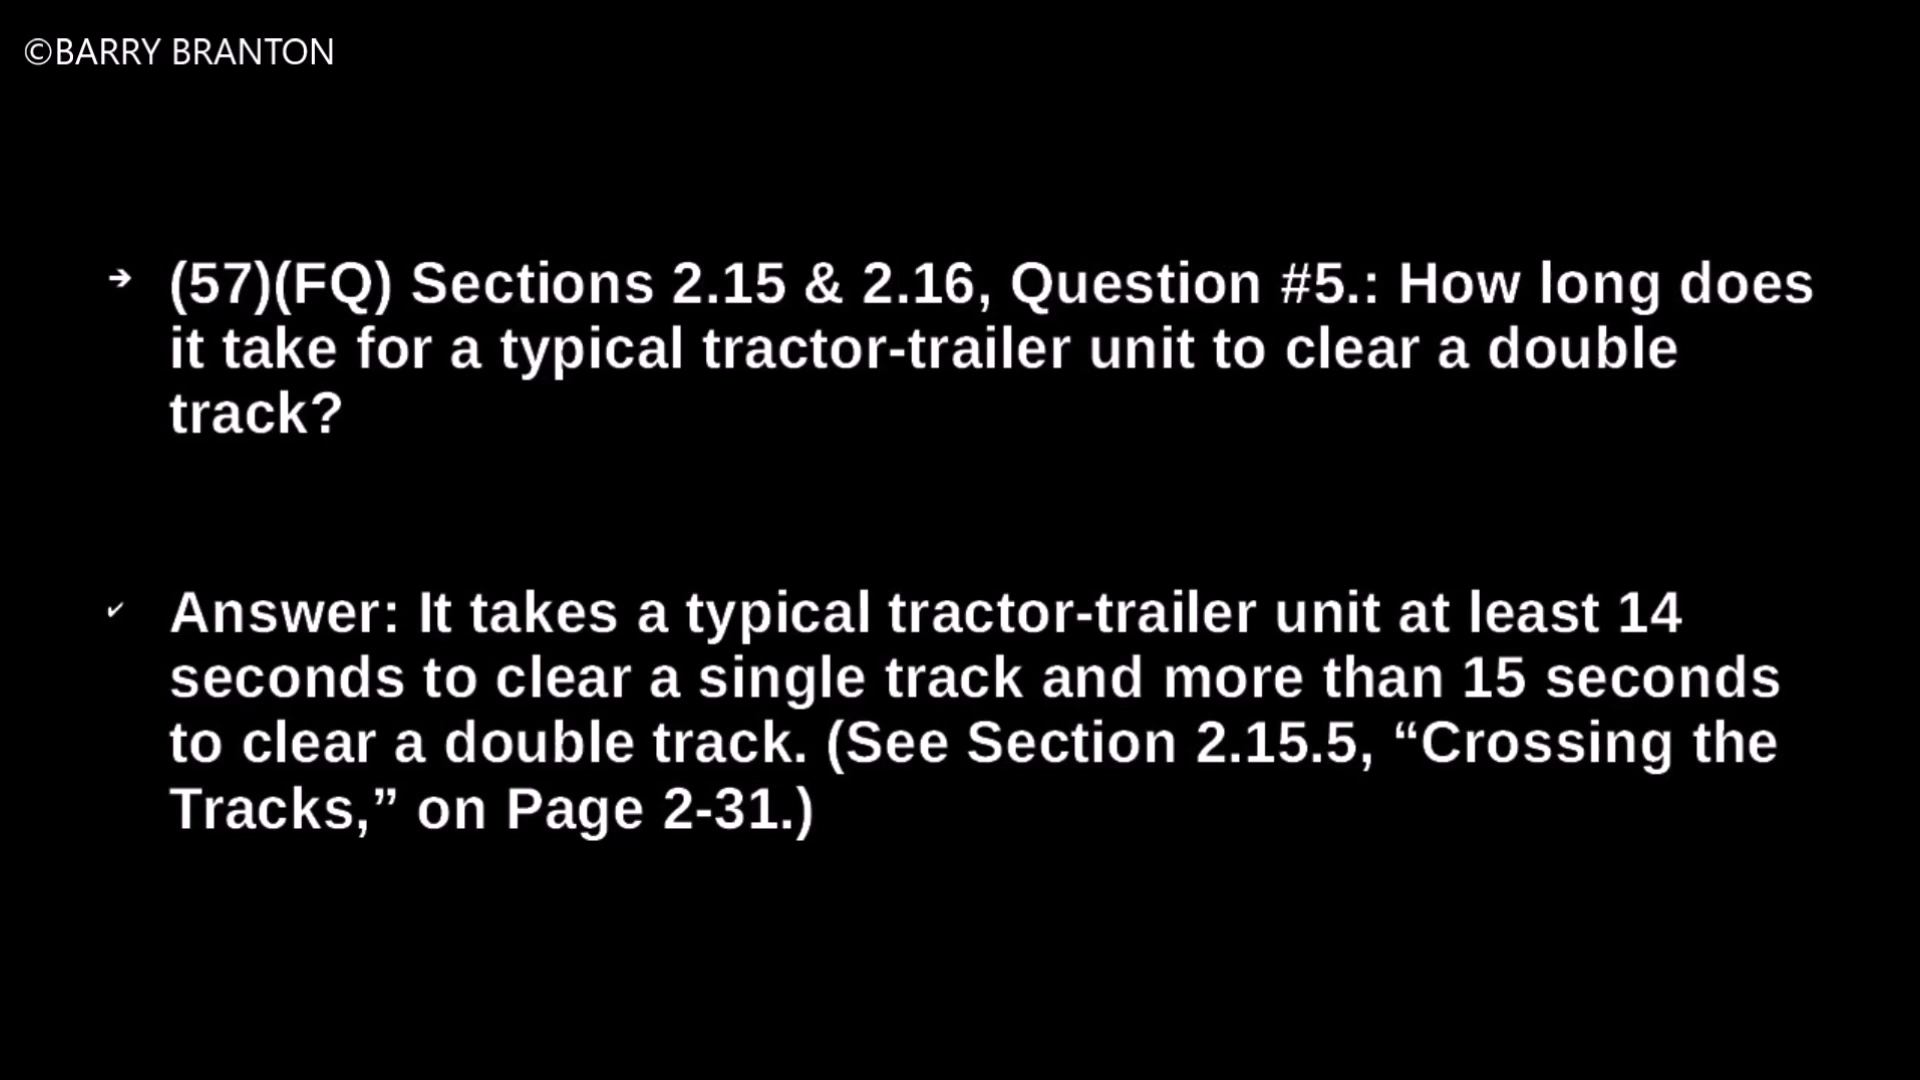 ©BARRY BRANTON
➔ (57)(FQ) Sections 2.15 & 2.16, Question #5.: How long does
it take for a typical tractor-trailer unit to clear a double
track?
✔ Answer: It takes a typical tractor-trailer unit at least 14
seconds to clear a single track and more than 15 seconds
to clear a double track. (See Section 2.15.5, “Crossing the
Tracks,” on Page 2-31.)